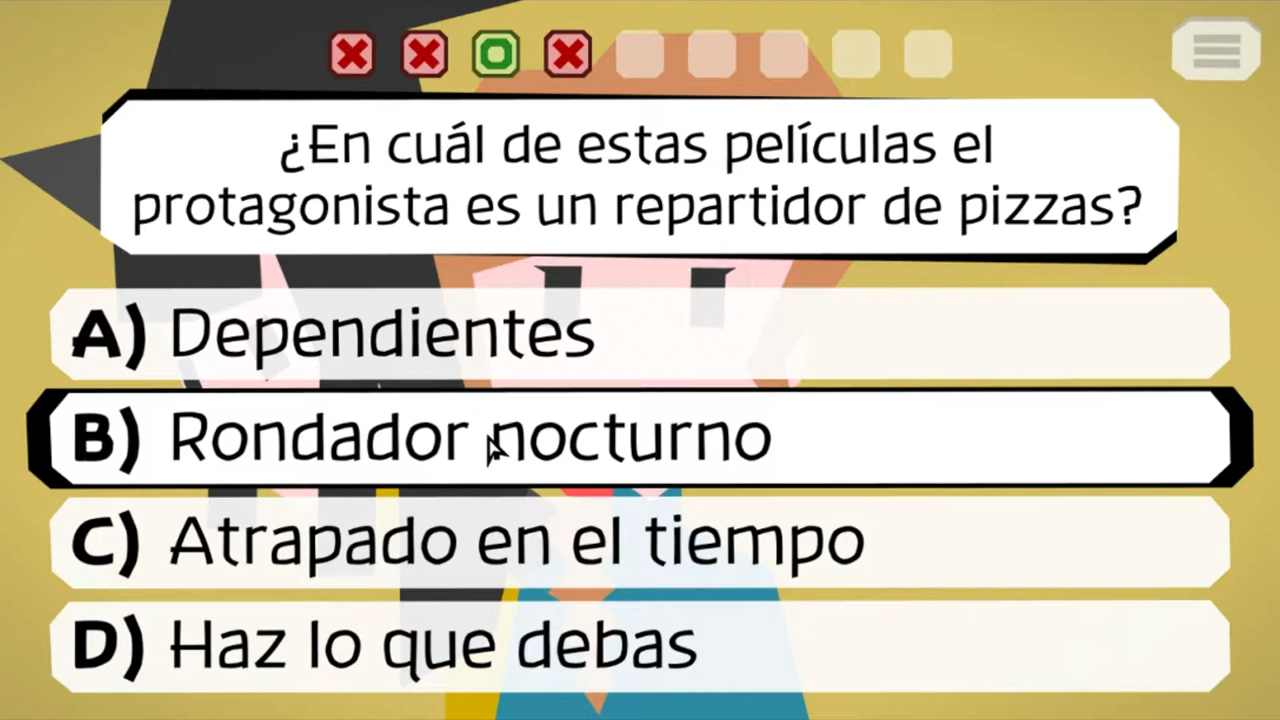 ¿En cuál de estas películas el
protagonista es un repartidor de pizzas?
A) Dependientes
B) Rondador nocturno
C) Atrapado en el tiempo
D) Haz lo que debas